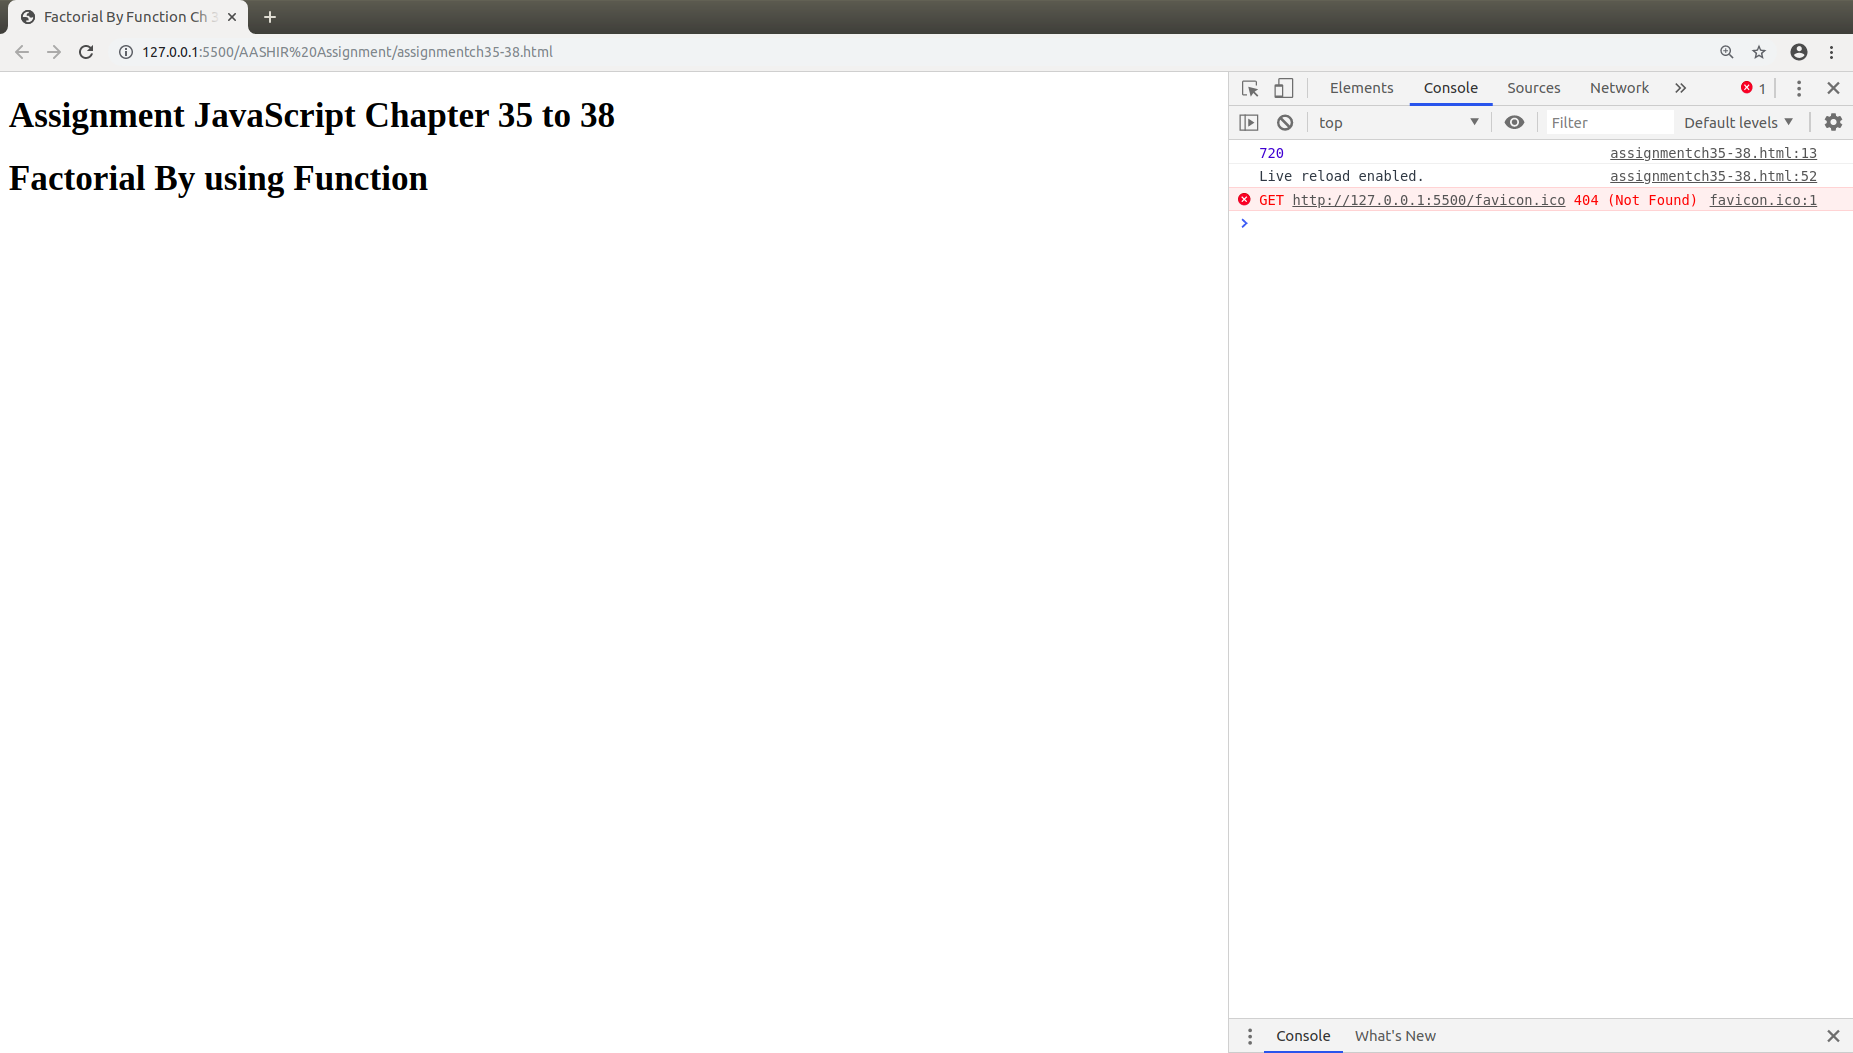 Factorial By Function Ch 3
127.0.0.1:5500/AASHIR%20Assignment/assignmentch35-38.html
Assignment JavaScript Chapter 35 to 38
Factorial By using Function
Elements Console Sources Network 1
top Filter Default levels
720 assignmentch35-38.html:13
Live reload enabled. assignmentch35-38.html:52
GET http://127.0.0.1:5500/favicon.ico 404 (Not Found) favicon.ico:1
Console What's New